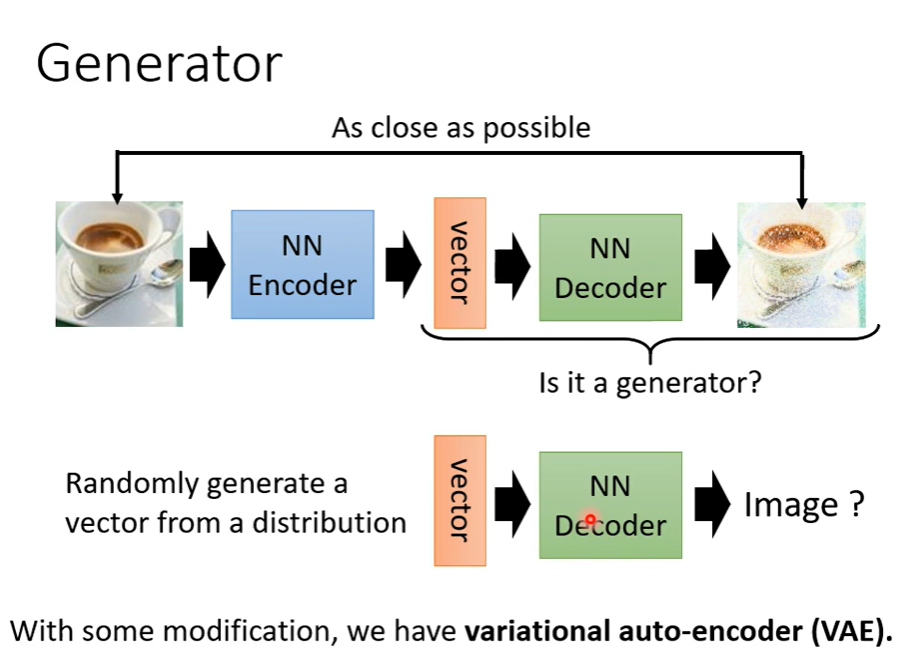 Generator
As close as possible
NN
Encoder
vector
NN
Decoder
Is it a generator?
Randomly generate a
vector from a distribution
vector
NN
Decoder
Image ?
With some modification, we have variational auto-encoder (VAE).